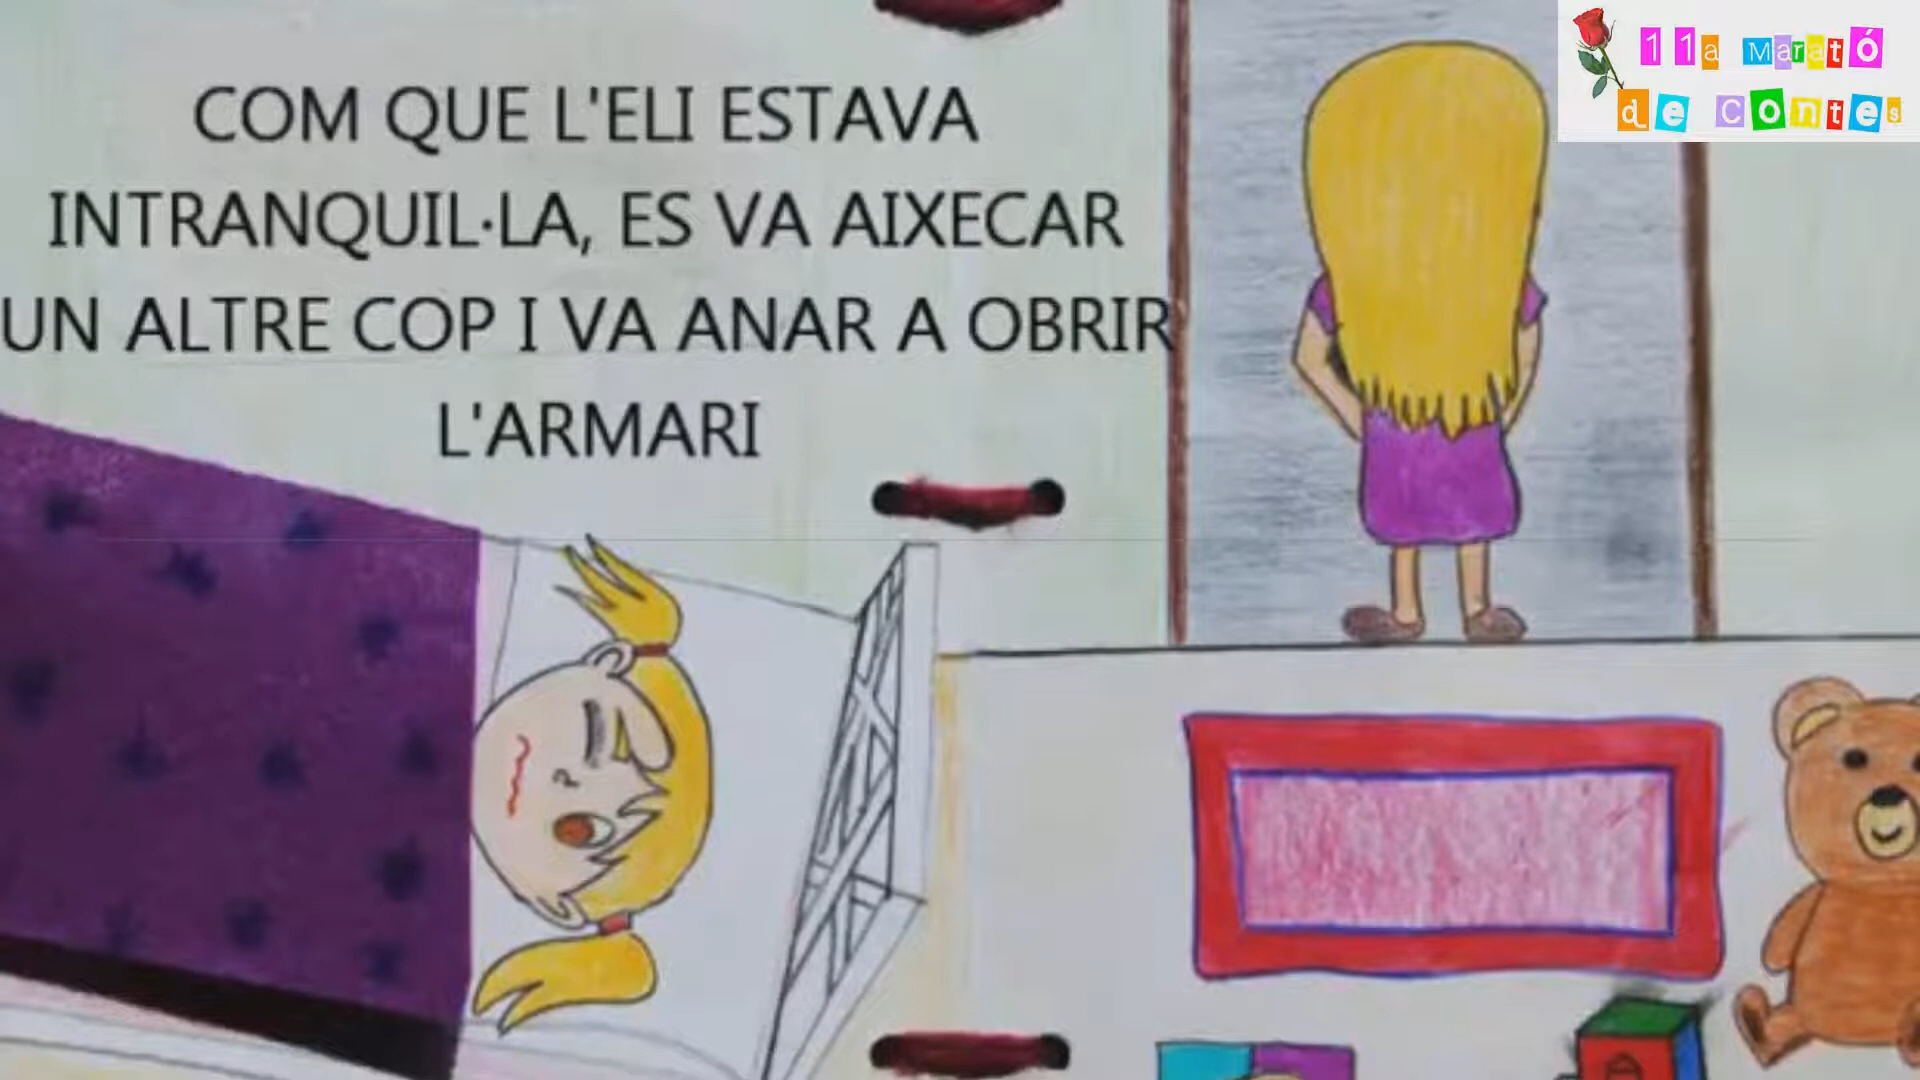 COM QUE L'ELI ESTAVA
INTRANQUIL·LA, ES VA AIXECAR
UN ALTRE COP I VA ANAR A OBRIR
L'ARMARI
11a Marató
de contes